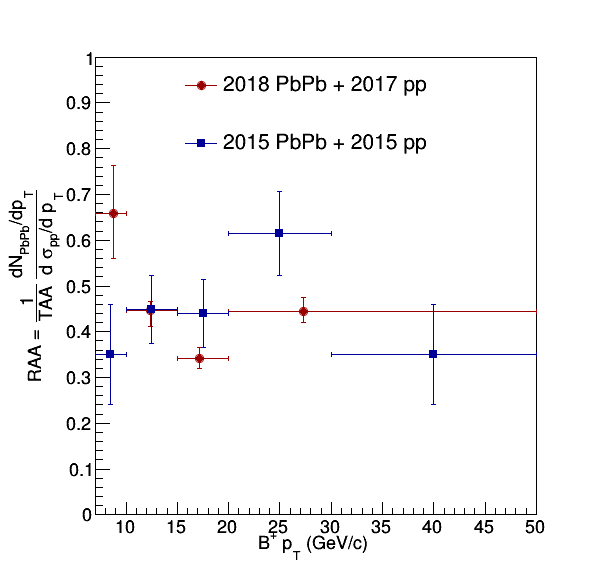 2018 PbPb + 2017 pp
2015 PbPb + 2015 pp
RAA = 1/TAA dN_PbPb/dp_T / d σ_pp/d p_T
1
0.9
0.8
0.7
0.6
0.5
0.4
0.3
0.2
0.1
0
10 15 20 25 30 35 40 45 50
B⁺ p_T (GeV/c)